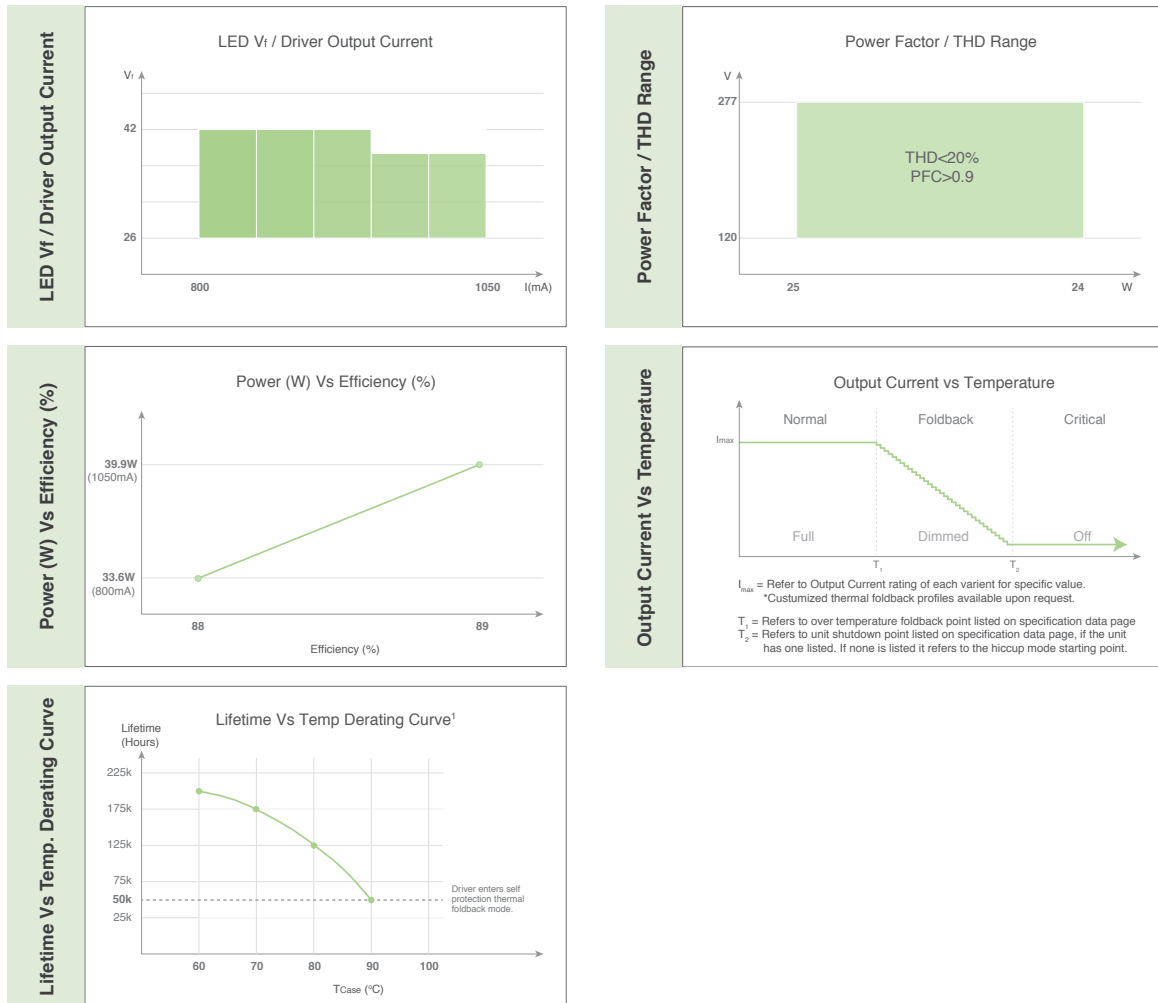 LED Vf / Driver Output Current
LED Vf / Driver Output Current
Vf
42
26
800
1050
I(mA)
Power Factor / THD Range
Power Factor / THD Range
V
277
THD<20%
PFC>0.9
120
25
24
W
Power (W) Vs Efficiency (%)
Power (W) Vs Efficiency (%)
39.9W
(1050mA)
33.6W
(800mA)
88
89
Efficiency (%)
Output Current Vs Temperature
Output Current vs Temperature
Normal
Foldback
Critical
Imax
Full
Dimmed
Off
T1
T2
Imax = Refer to Output Current rating of each varient for specific value.
*Custumized thermal foldback profiles available upon request.
T1 = Refers to over temperature foldback point listed on specification data page
T2 = Refers to unit shutdown point listed on specification data page, if the unit
has one listed. If none is listed it refers to the hiccup mode starting point.
Lifetime Vs Temp. Derating Curve
Lifetime Vs Temp Derating Curve1
Lifetime
(Hours)
225k
175k
125k
75k
50k
25k
Driver enters self
protection thermal
foldback mode.
60
70
80
90
100
TCase (°C)